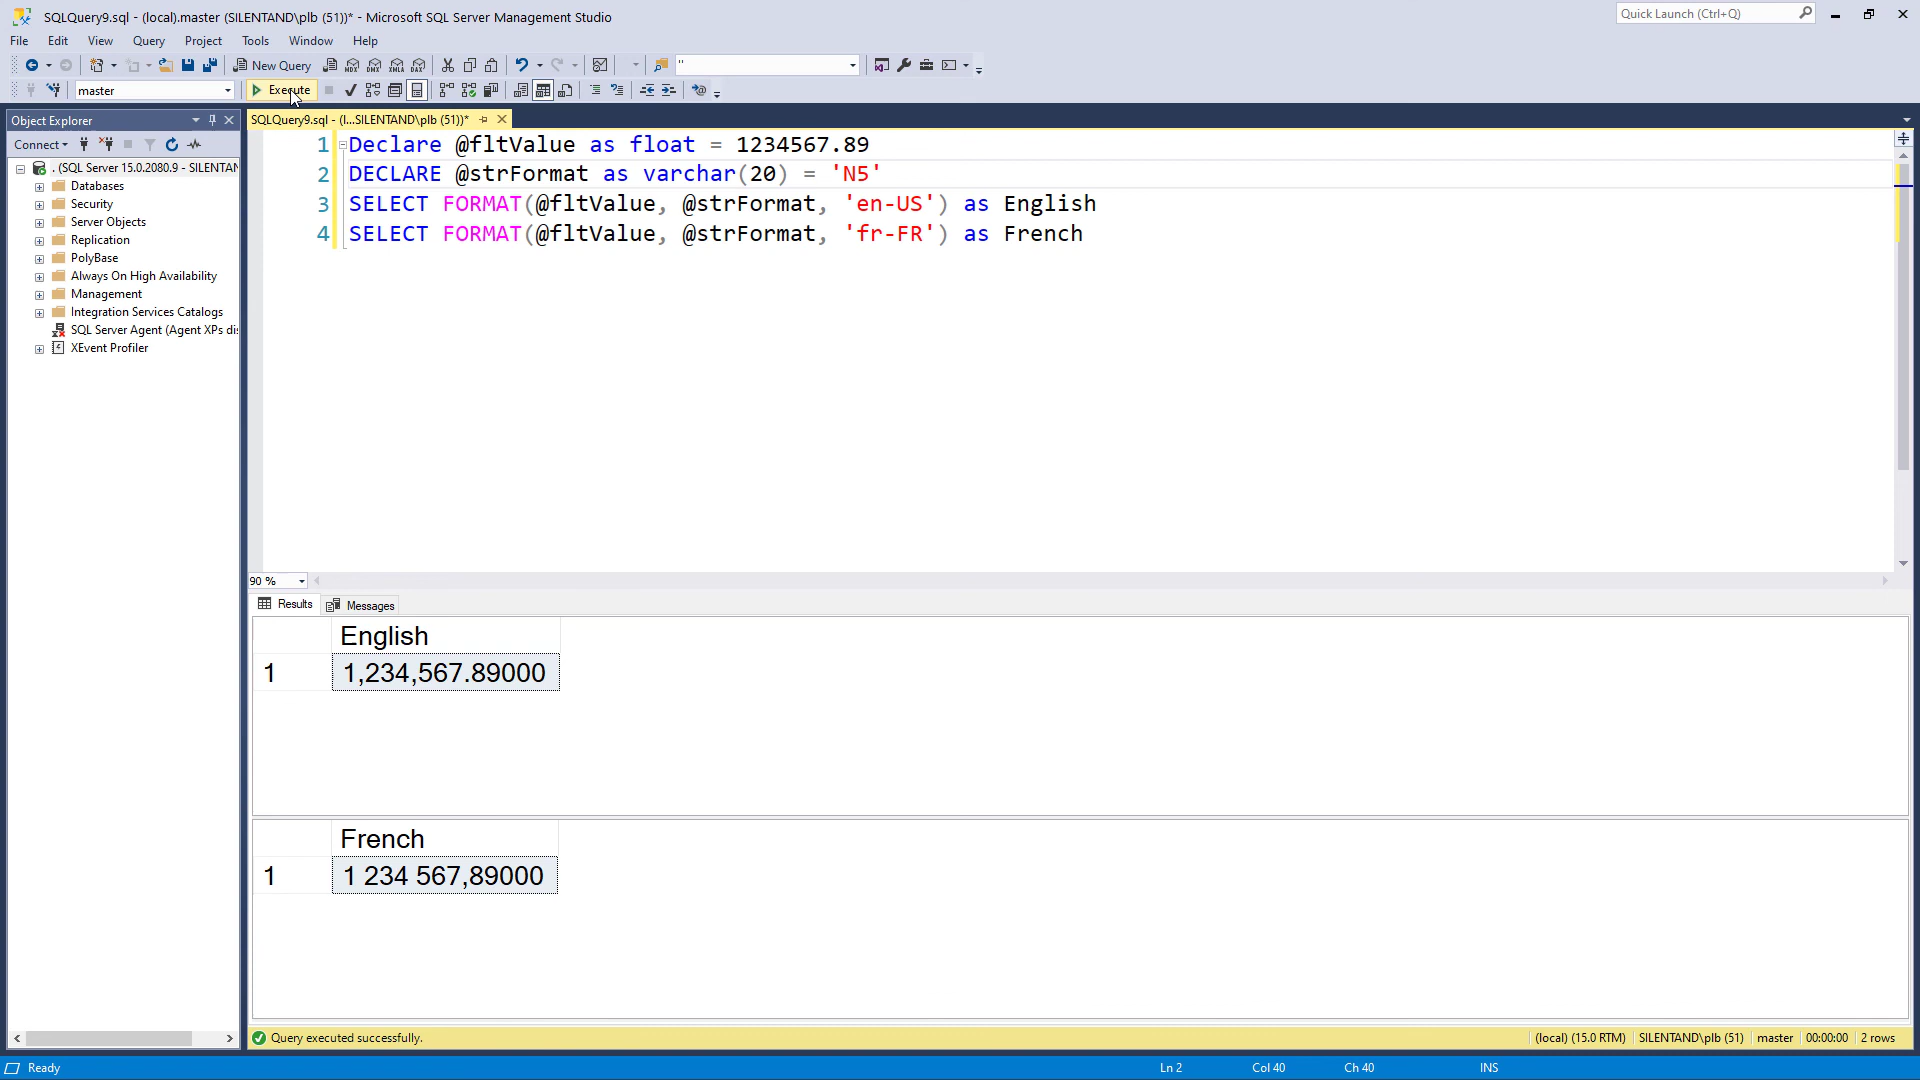 SQLQuery9.sql - (local).master (SILENTAND\plb (51))* - Microsoft SQL Server Management Studio
Quick Launch (Ctrl+Q)
File Edit View Query Project Tools Window Help
New Query MDX DMX XMLA DAX ''
master Execute
Object Explorer
SQLQuery9.sql - (l...SILENTAND\plb (51))*
Connect
. (SQL Server 15.0.2080.9 - SILENTAN
Databases
Security
Server Objects
Replication
PolyBase
Always On High Availability
Management
Integration Services Catalogs
SQL Server Agent (Agent XPs dis
XEvent Profiler
1 Declare @fltValue as float = 1234567.89
2 DECLARE @strFormat as varchar(20) = 'N5'
3 SELECT FORMAT(@fltValue, @strFormat, 'en-US') as English
4 SELECT FORMAT(@fltValue, @strFormat, 'fr-FR') as French
90 %
Results Messages
English
1 1,234,567.89000
French
1 1 234 567,89000
Query executed successfully. (local) (15.0 RTM) SILENTAND\plb (51) master 00:00:00 2 rows
Ready Ln 2 Col 40 Ch 40 INS